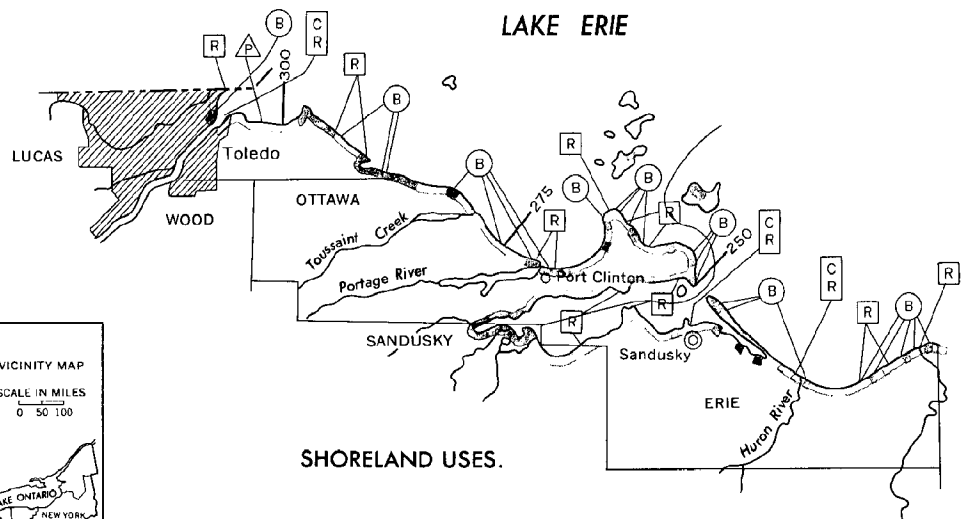 LAKE ERIE
B
C
R
R
P
300
R
B
LUCAS
Toledo
R
B
WOOD
OTTAWA
B
B
R
B
C
R
275
R
250
Toussaint Creek
Portage River
Port Clinton
C
R
R
B
R
R
B
R
SANDUSKY
Sandusky
ERIE
Huron River
VICINITY MAP
SCALE IN MILES
0 50 100
LAKE ONTARIO
NEW YORK
SHORELAND USES.